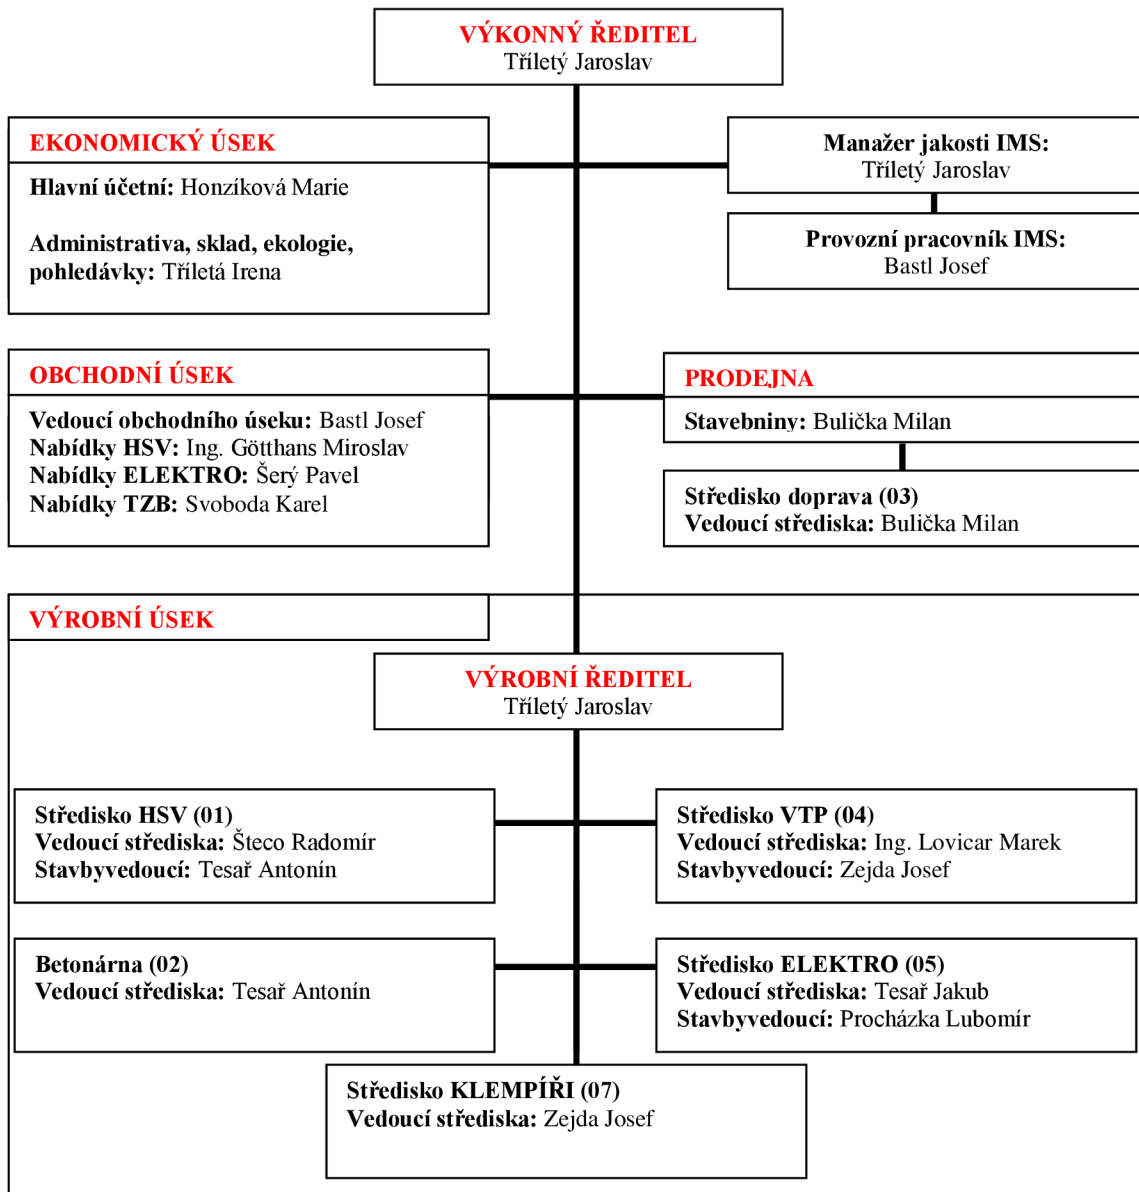 VÝKONNÝ ŘEDITEL
Tříletý Jaroslav
EKONOMICKÝ ÚSEK
Hlavní účetní: Honzíková Marie
Administrativa, sklad, ekologie,
pohledávky: Tříletá Irena
Manažer jakosti IMS:
Tříletý Jaroslav
Provozní pracovník IMS:
Bastl Josef
OBCHODNÍ ÚSEK
Vedoucí obchodního úseku: Bastl Josef
Nabídky HSV: Ing. Götthans Miroslav
Nabídky ELEKTRO: Šerý Pavel
Nabídky TZB: Svoboda Karel
PRODEJNA
Stavebniny: Bulička Milan
Středisko doprava (03)
Vedoucí střediska: Bulička Milan
VÝROBNÍ ÚSEK
VÝROBNÍ ŘEDITEL
Tříletý Jaroslav
Středisko HSV (01)
Vedoucí střediska: Šteco Radomír
Stavbyvedoucí: Tesař Antonín
Středisko VTP (04)
Vedoucí střediska: Ing. Lovicar Marek
Stavbyvedoucí: Zejda Josef
Betonárna (02)
Vedoucí střediska: Tesař Antonín
Středisko ELEKTRO (05)
Vedoucí střediska: Tesař Jakub
Stavbyvedoucí: Procházka Lubomír
Středisko KLEMPÍŘI (07)
Vedoucí střediska: Zejda Josef